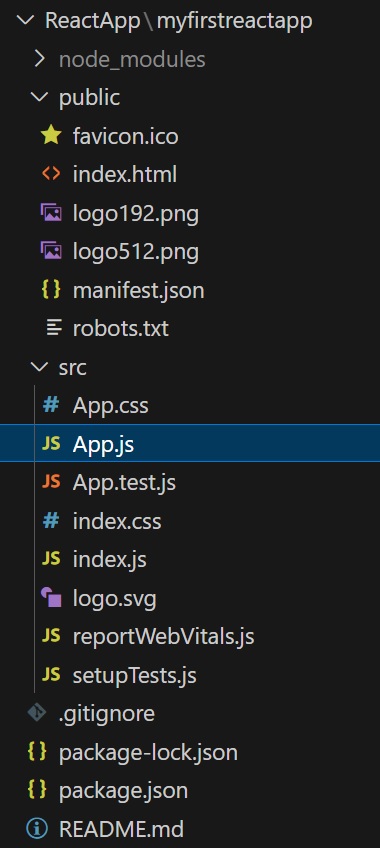 ReactApp\myfirstreactapp
node_modules
public
favicon.ico
<> index.html
logo192.png
logo512.png
{} manifest.json
robots.txt
src
# App.css
JS App.js
JS App.test.js
# index.css
JS index.js
logo.svg
JS reportWebVitals.js
JS setupTests.js
.gitignore
{} package-lock.json
{} package.json
README.md